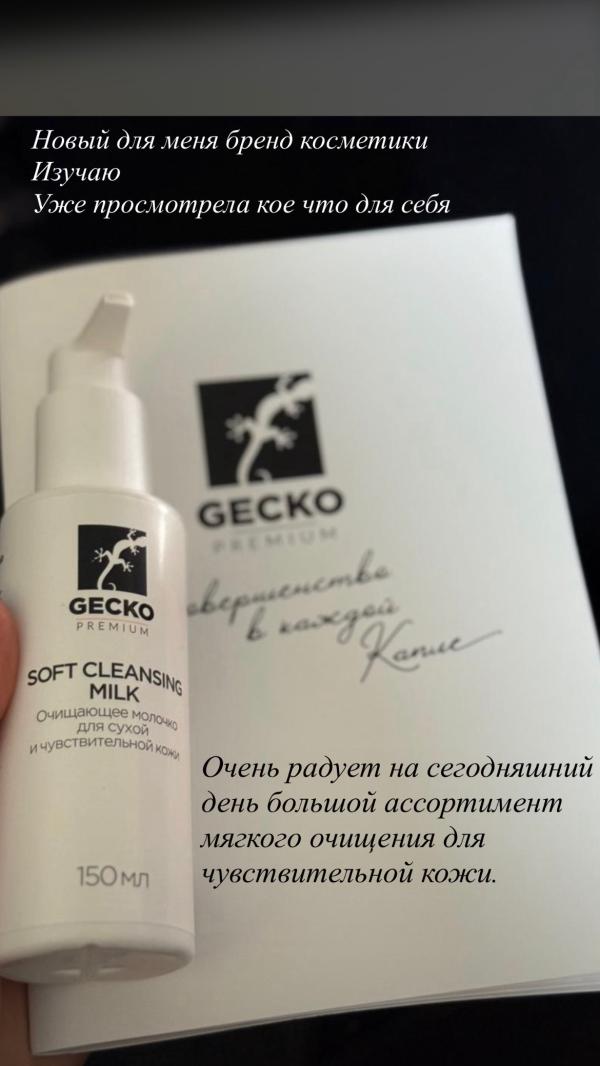 Новый для меня бренд косметики
Изучаю
Уже просмотрела кое что для себя
GECKO
PREMIUM
совершенство
в каждой
Капле
GECKO
PREMIUM
SOFT CLEANSING
MILK
Очищающее молочко
для сухой
и чувствительной кожи
150 МЛ
Очень радует на сегодняшний
день большой ассортимент
мягкого очищения для
чувствительной кожи.